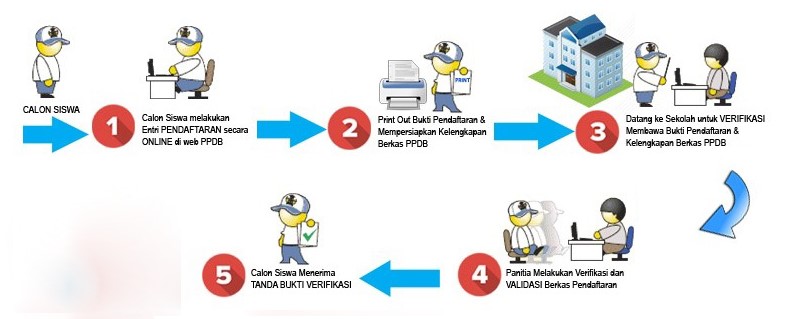 CALON SISWA
1
Calon Siswa melakukan
Entri PENDAFTARAN secara
ONLINE di web PPDB
PRINT
2
Print Out Bukti Pendaftaran &
Mempersiapkan Kelengkapan
Berkas PPDB
3
Datang ke Sekolah untuk VERIFIKASI
Membawa Bukti Pendaftaran &
Kelengkapan Berkas PPDB
4
Panitia Melakukan Verifikasi dan
VALIDASI Berkas Pendaftaran
5
Calon Siswa Menerima
TANDA BUKTI VERIFIKASI